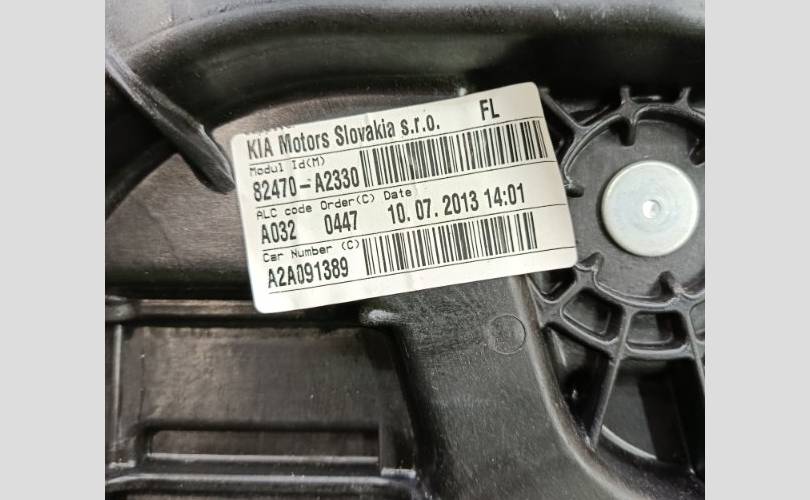 KIA Motors Slovakia s.r.o. FL
Modul Id(M)
82470-A2330
ALC code Order(C) Date
A032 0447 10.07.2013 14:01
Car Number (C)
A2A091389